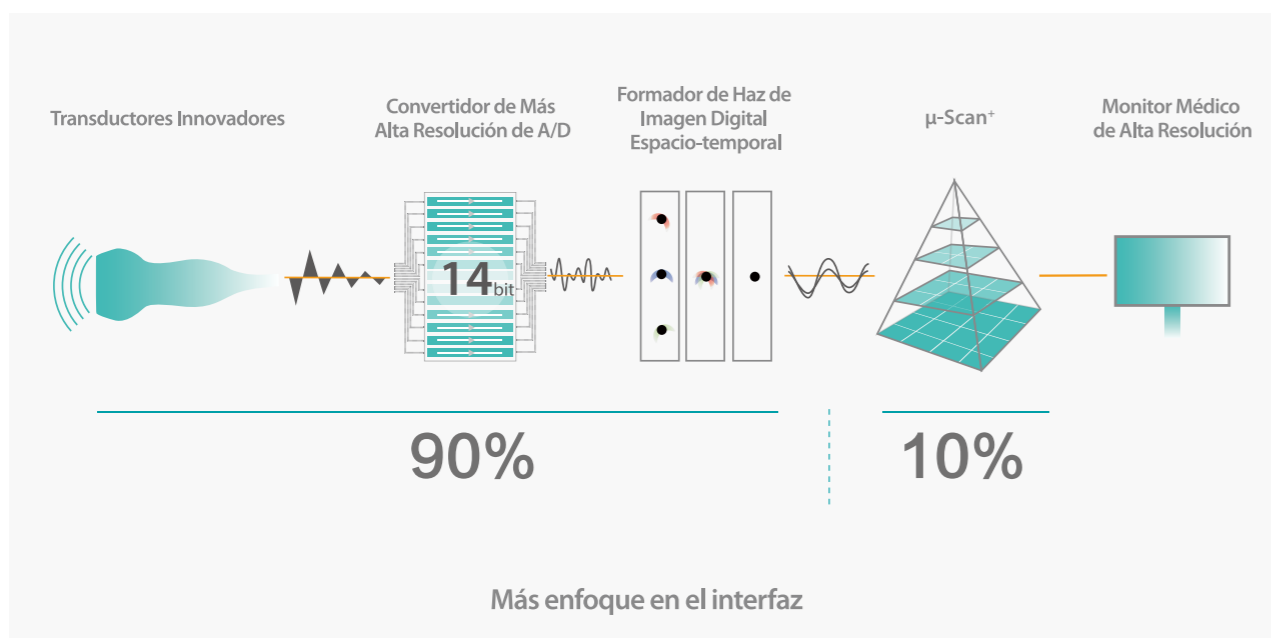 Transductores Innovadores
Convertidor de Más
Alta Resolución de A/D
Formador de Haz de
Imagen Digital
Espacio-temporal
µ-Scan⁺
Monitor Médico
de Alta Resolución
14bit
90%
10%
Más enfoque en el interfaz